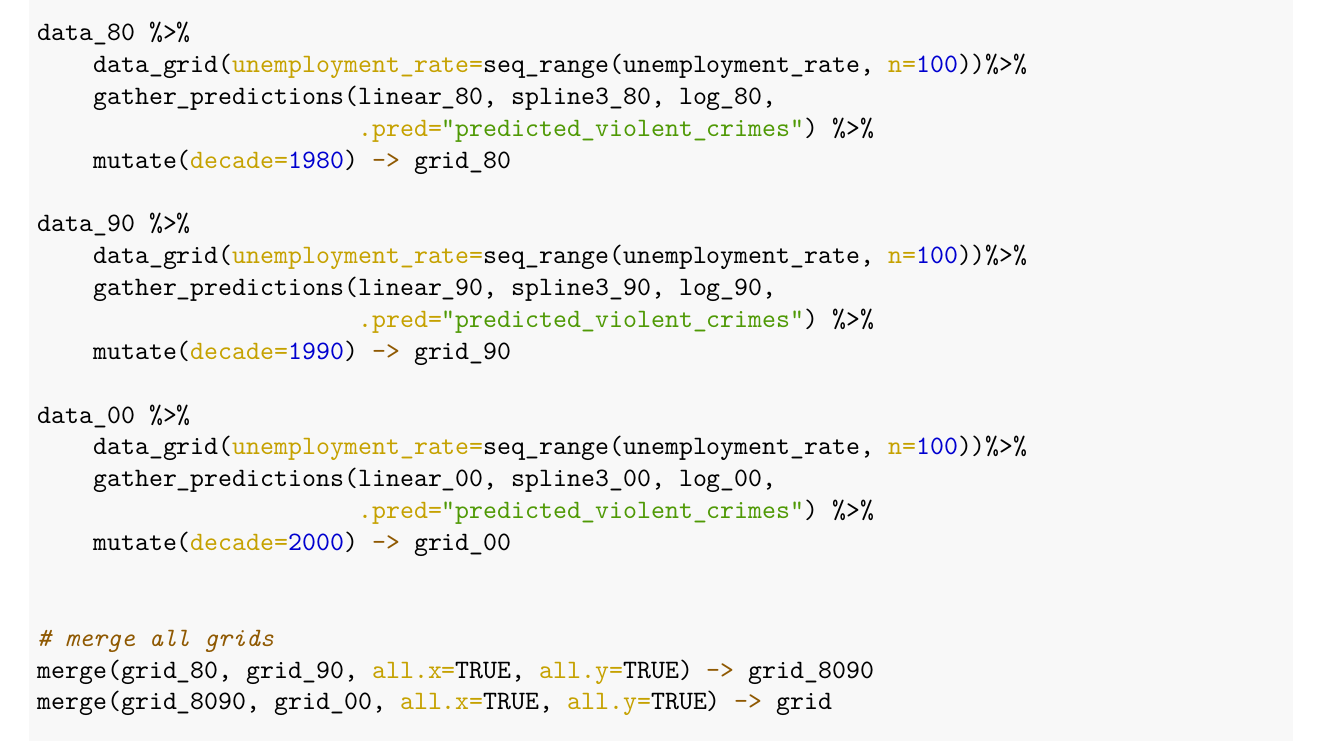 data_80 %>%
    data_grid(unemployment_rate=seq_range(unemployment_rate, n=100))%>%
    gather_predictions(linear_80, spline3_80, log_80,
                       .pred="predicted_violent_crimes") %>%
    mutate(decade=1980) -> grid_80

data_90 %>%
    data_grid(unemployment_rate=seq_range(unemployment_rate, n=100))%>%
    gather_predictions(linear_90, spline3_90, log_90,
                       .pred="predicted_violent_crimes") %>%
    mutate(decade=1990) -> grid_90

data_00 %>%
    data_grid(unemployment_rate=seq_range(unemployment_rate, n=100))%>%
    gather_predictions(linear_00, spline3_00, log_00,
                       .pred="predicted_violent_crimes") %>%
    mutate(decade=2000) -> grid_00


# merge all grids
merge(grid_80, grid_90, all.x=TRUE, all.y=TRUE) -> grid_8090
merge(grid_8090, grid_00, all.x=TRUE, all.y=TRUE) -> grid